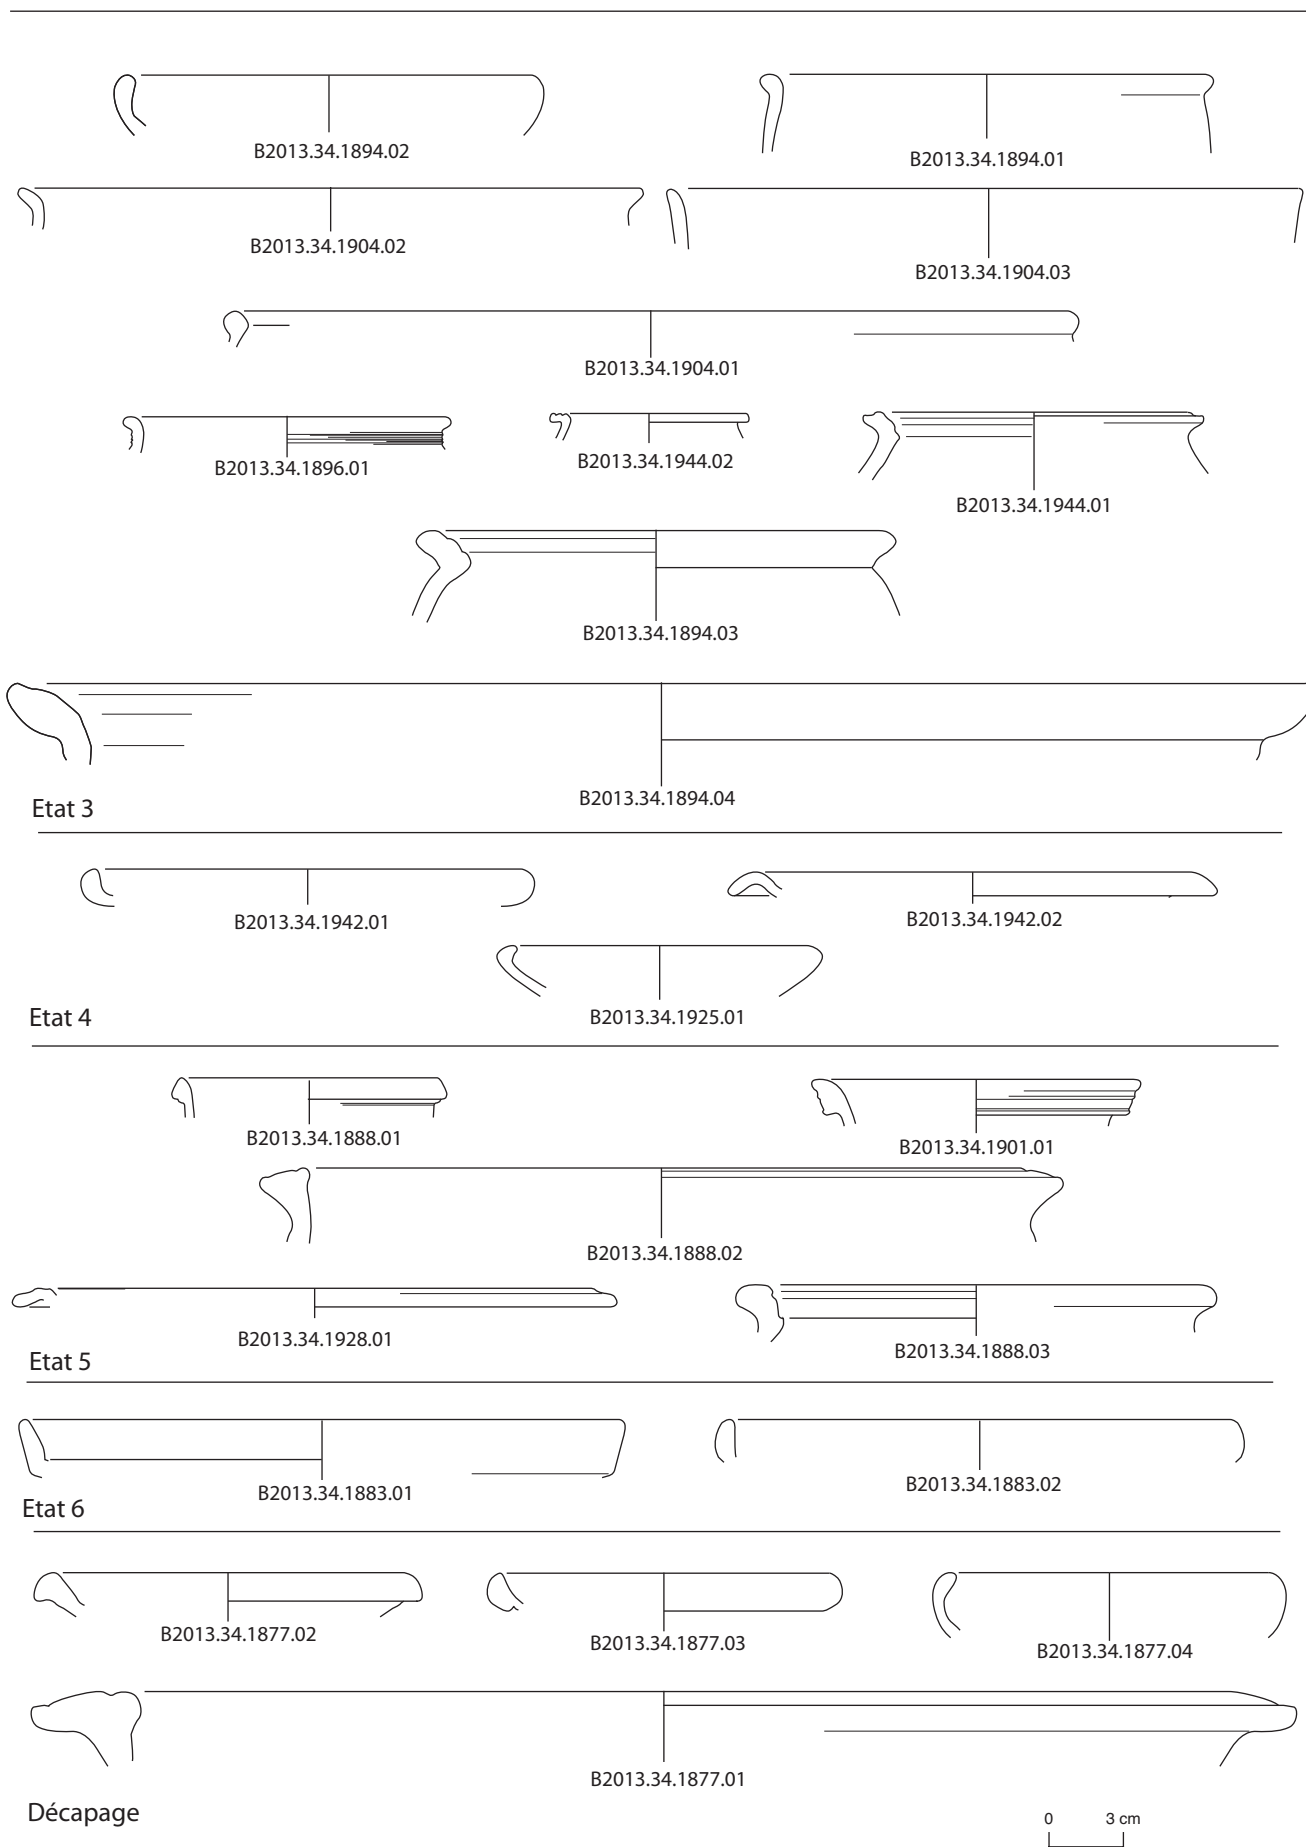 B2013.34.1894.02
B2013.34.1894.01
B2013.34.1904.02
B2013.34.1904.03
B2013.34.1904.01
B2013.34.1896.01
B2013.34.1944.02
B2013.34.1944.01
B2013.34.1894.03
B2013.34.1894.04
Etat 3
B2013.34.1942.01
B2013.34.1942.02
B2013.34.1925.01
Etat 4
B2013.34.1888.01
B2013.34.1901.01
B2013.34.1888.02
B2013.34.1928.01
B2013.34.1888.03
Etat 5
B2013.34.1883.01
B2013.34.1883.02
Etat 6
B2013.34.1877.02
B2013.34.1877.03
B2013.34.1877.04
B2013.34.1877.01
Décapage
0 3 cm